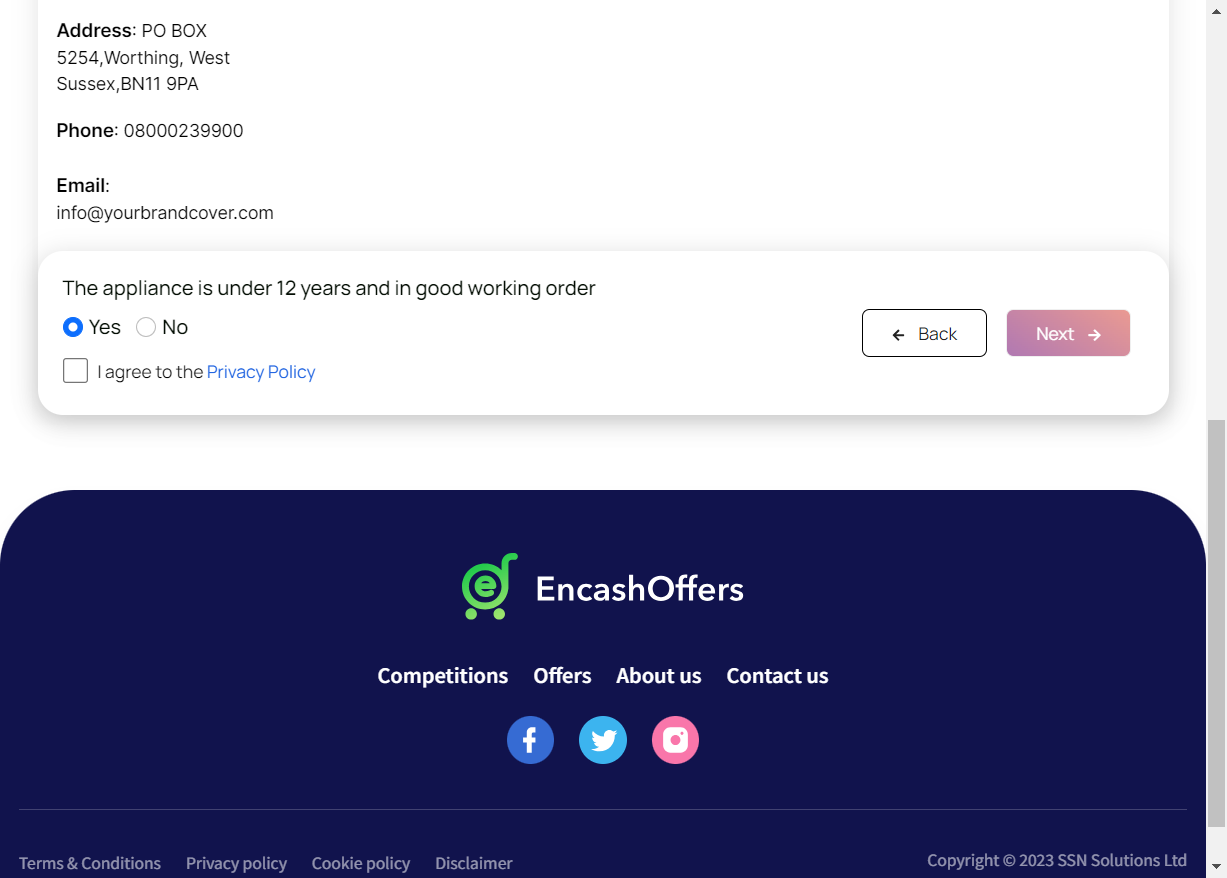 Address: PO BOX
5254,Worthing, West
Sussex,BN11 9PA
Phone: 08000239900
Email:
info@yourbrandcover.com
The appliance is under 12 years and in good working order
Yes No
Back Next
I agree to the Privacy Policy
EncashOffers
Competitions Offers About us Contact us
Terms & Conditions Privacy policy Cookie policy Disclaimer
Copyright © 2023 SSN Solutions Ltd